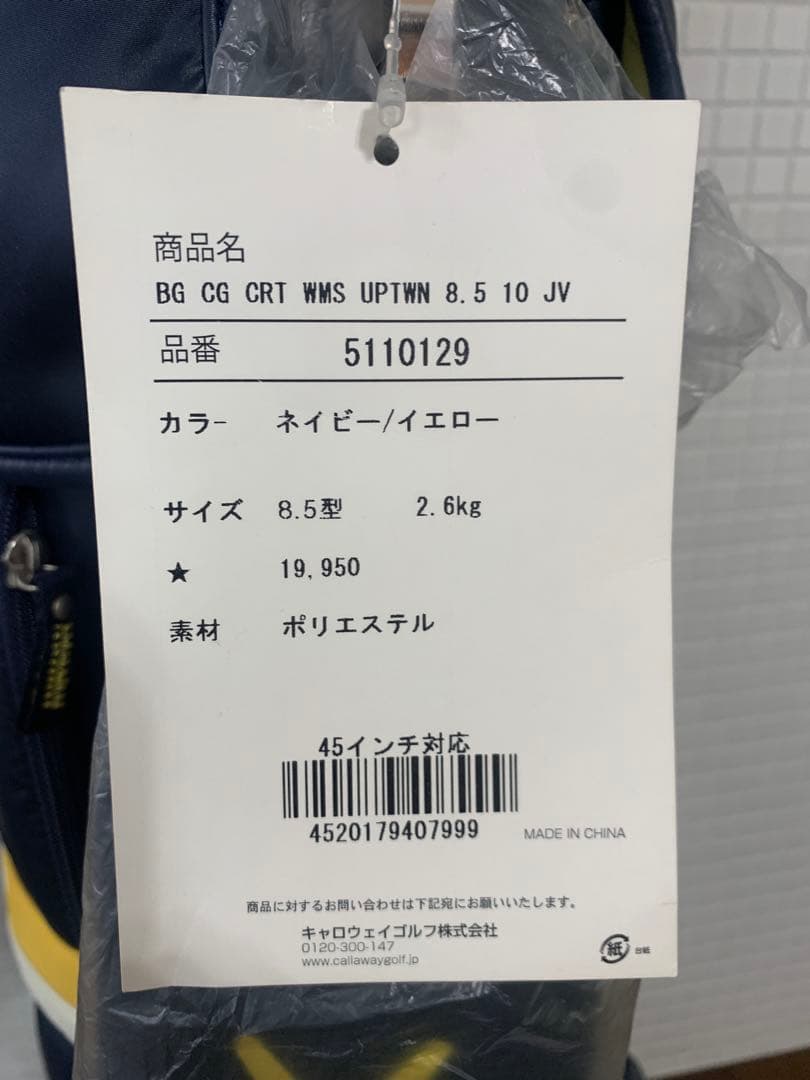 商品名
BG CG CRT WMS UPTWN 8.5 10 JV
品番 5110129
カラー ネイビー/イエロー
サイズ 8.5型 2.6kg
★ 19,950
素材 ポリエステル
45インチ対応
4520179407999 MADE IN CHINA
商品に対するお問い合わせは下記宛にお願いいたします。
キャロウェイゴルフ株式会社
0120-300-147
www.callawaygolf.jp
紙 台紙